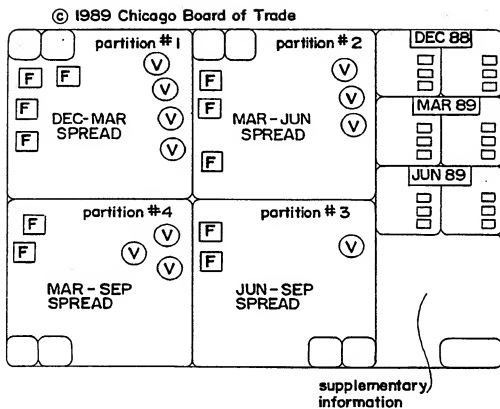 © 1989 Chicago Board of Trade
partition #1
F F V
V
F V
F V
DEC-MAR
SPREAD
partition #2
F V
F V
V
F
MAR-JUN
SPREAD
DEC 88
MAR 89
JUN 89
partition #4
F V
F V V
MAR-SEP
SPREAD
partition #3
F
F V
JUN-SEP
SPREAD
supplementary
information